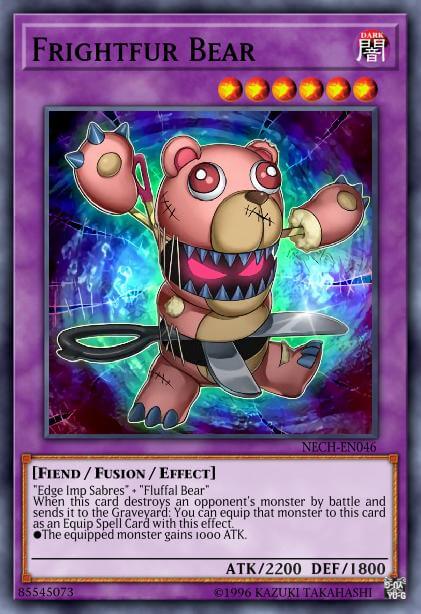 FRIGHTFUR BEAR
DARK
闇
NECH-EN046
[FIEND / FUSION / EFFECT]
"Edge Imp Sabres" + "Fluffal Bear"
When this card destroys an opponent's monster by battle and
sends it to the Graveyard: You can equip that monster to this card
as an Equip Spell Card with this effect.
●The equipped monster gains 1000 ATK.
ATK/2200 DEF/1800
85545073
©1996 KAZUKI TAKAHASHI